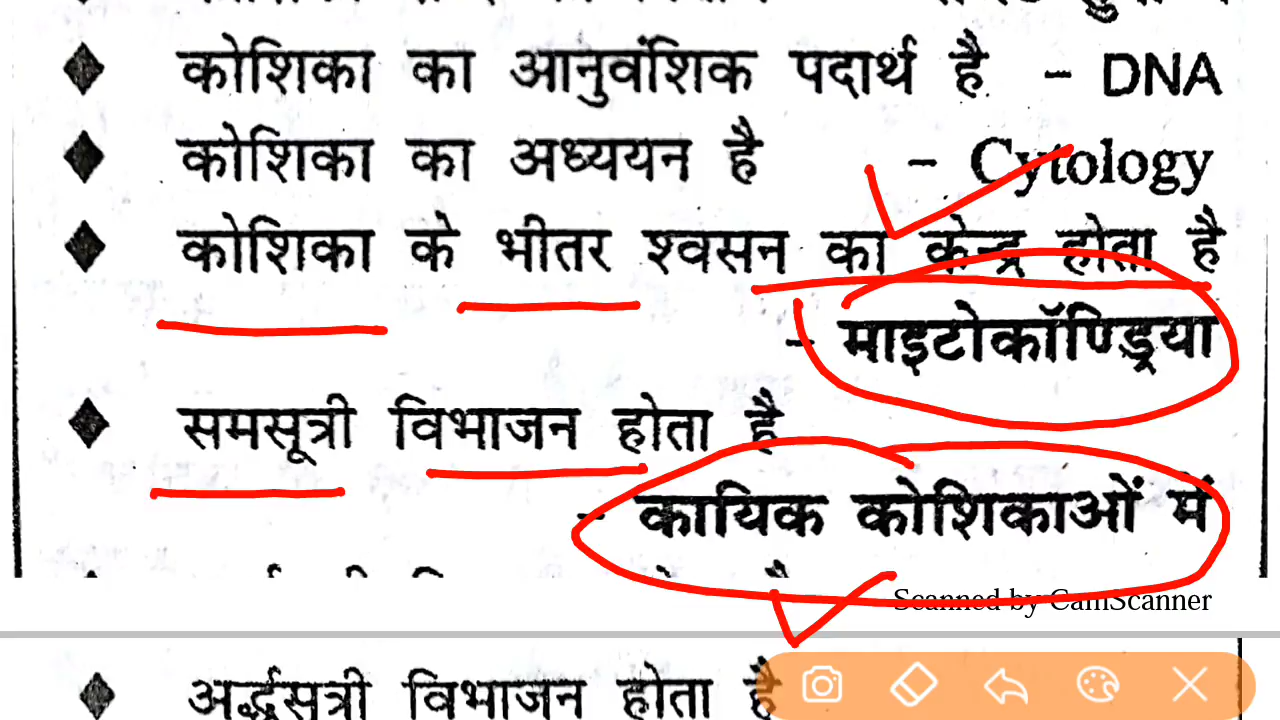 कोशिका का आनुवंशिक पदार्थ है - DNA
कोशिका का अध्ययन है - Cytology
कोशिका के भीतर श्वसन का केन्द्र होता है
- माइटोकॉण्ड्रिया
समसूत्री विभाजन होता है
- कायिक कोशिकाओं में
Scanned by CamScanner
अर्द्धसूत्री विभाजन होता है